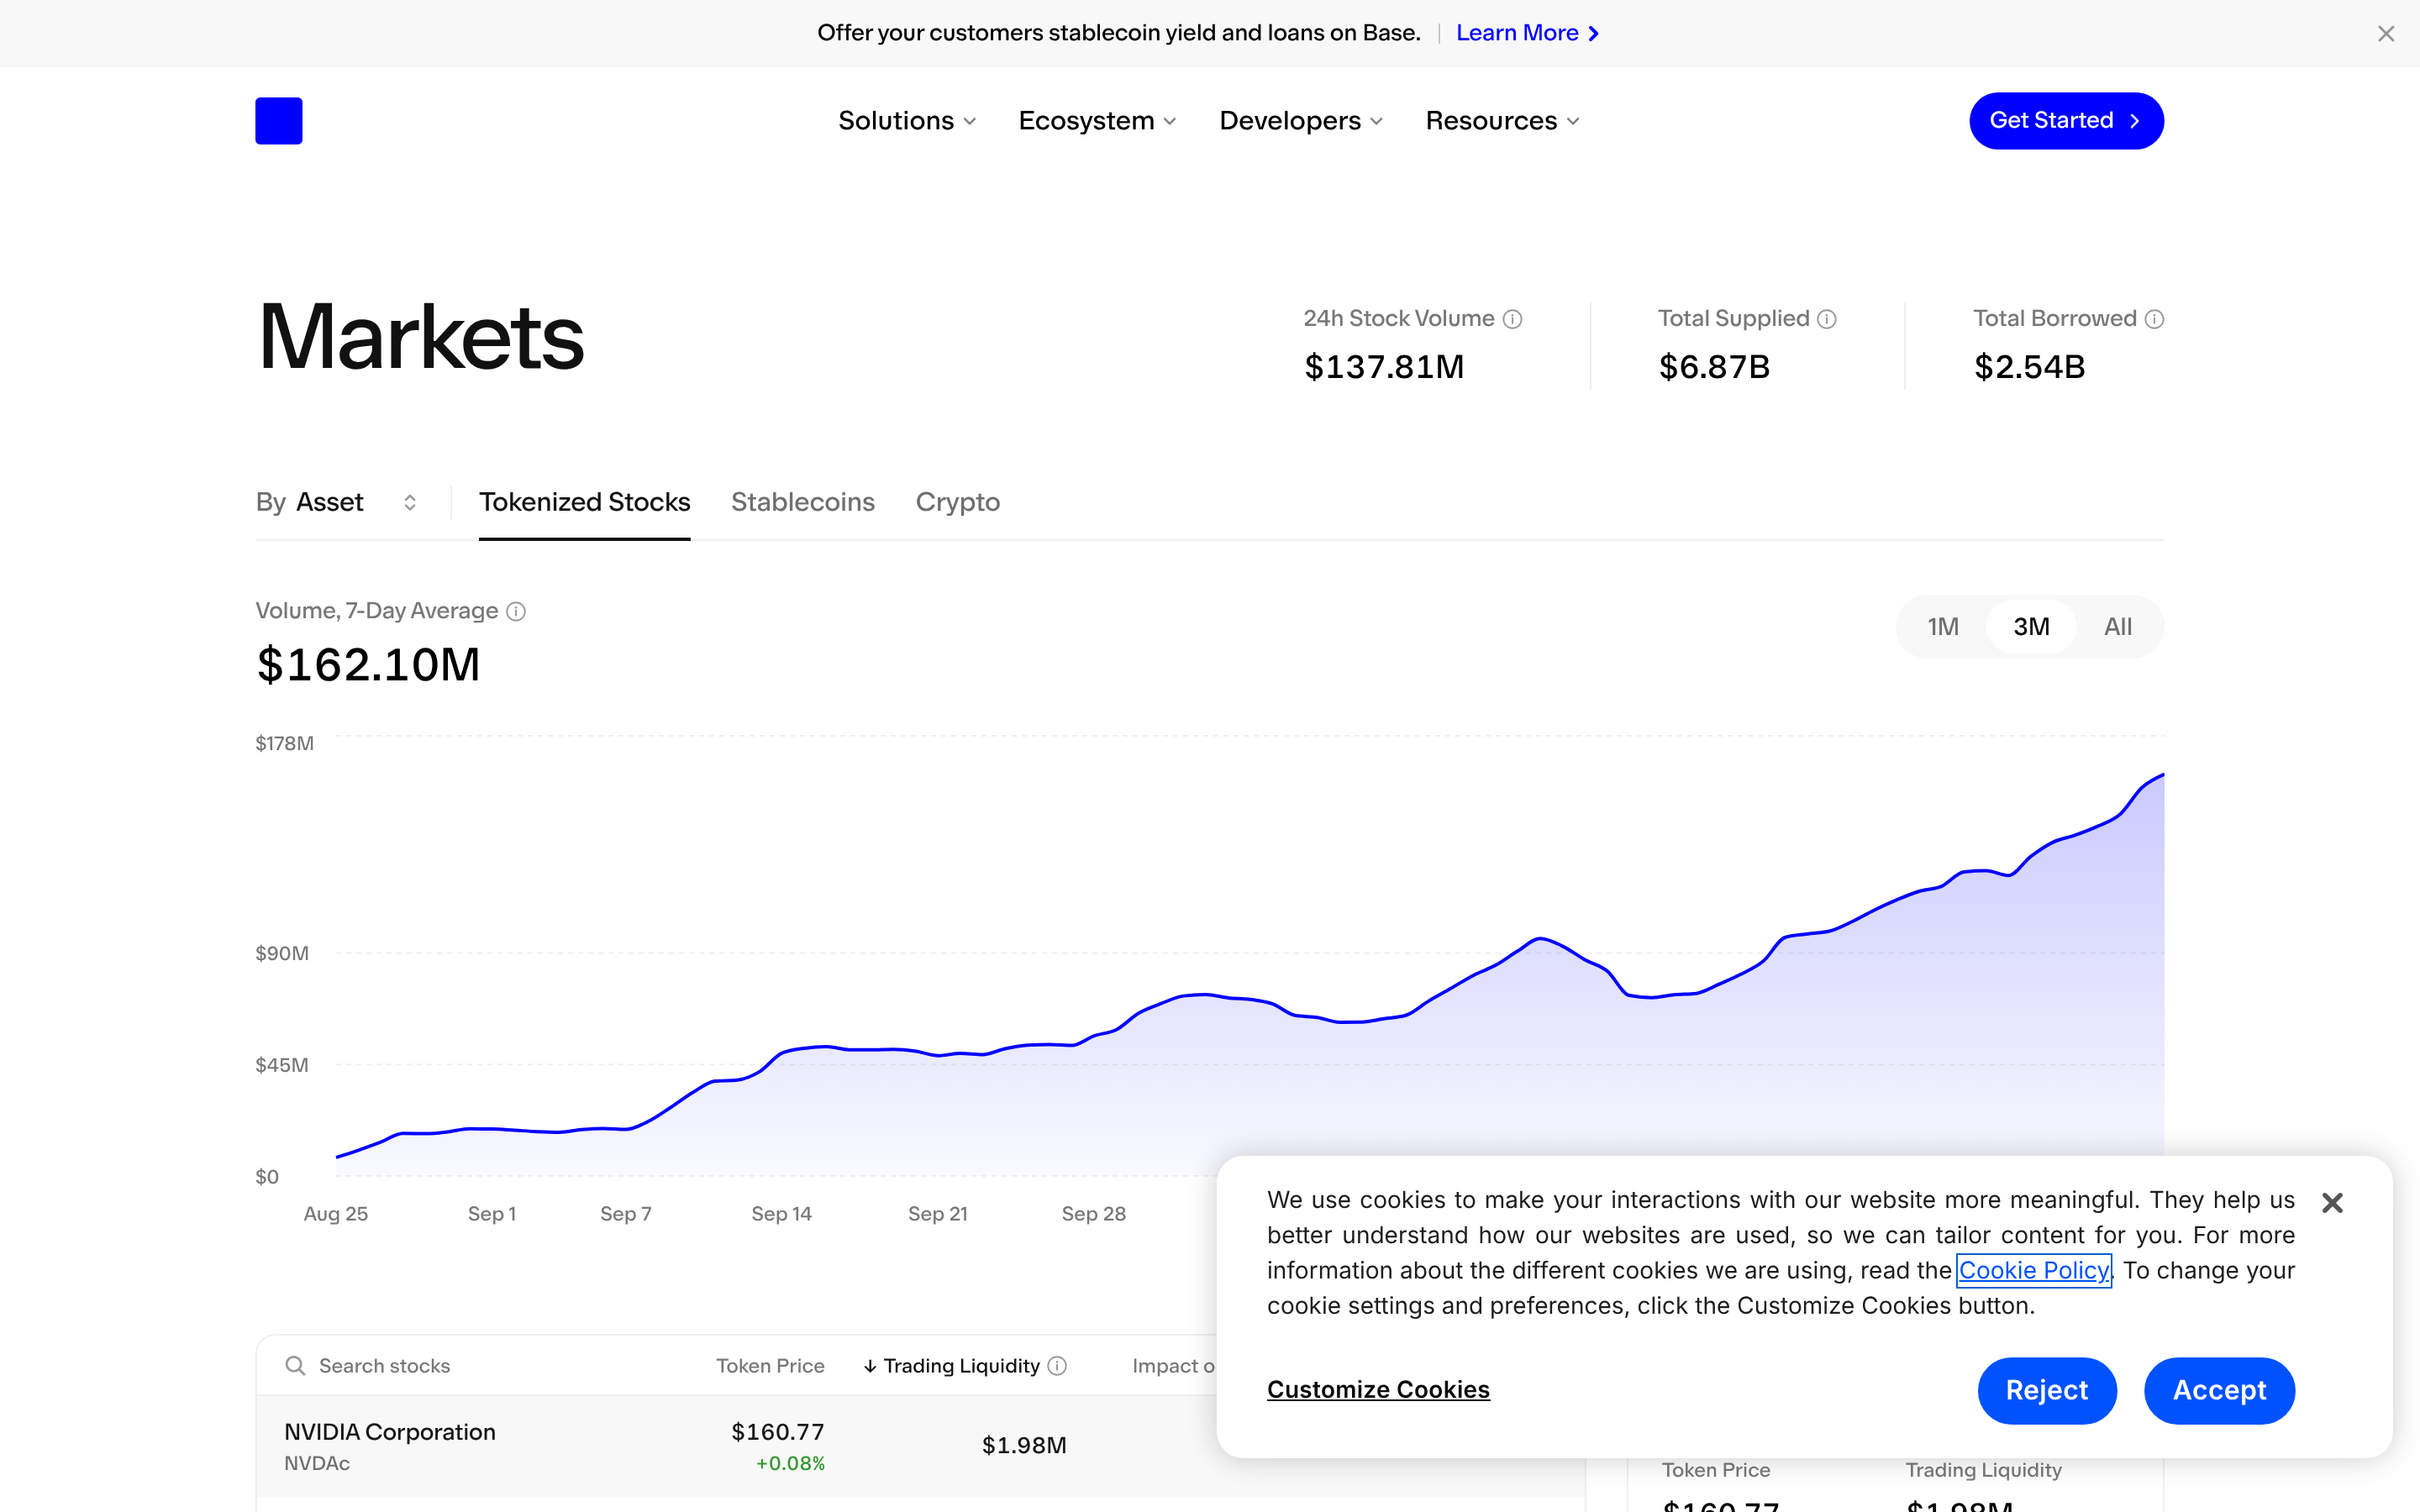 Offer your customers stablecoin yield and loans on Base. Learn More
Solutions Ecosystem Developers Resources Get Started
Markets
24h Stock Volume Total Supplied Total Borrowed
$137.81M $6.87B $2.54B
By Asset Tokenized Stocks Stablecoins Crypto
Volume, 7-Day Average
$162.10M
1M 3M All
$178M
$90M
$45M
$0
Aug 25 Sep 1 Sep 7 Sep 14 Sep 21 Sep 28
We use cookies to make your interactions with our website more meaningful. They help us
better understand how our websites are used, so we can tailor content for you. For more
information about the different cookies we are using, read the Cookie Policy. To change your
cookie settings and preferences, click the Customize Cookies button.
Customize Cookies Reject Accept
Search stocks Token Price Trading Liquidity Impact
NVIDIA Corporation $160.77 $1.98M
NVDAc +0.08%
Token Price Trading Liquidity
$160.77 $1.98M